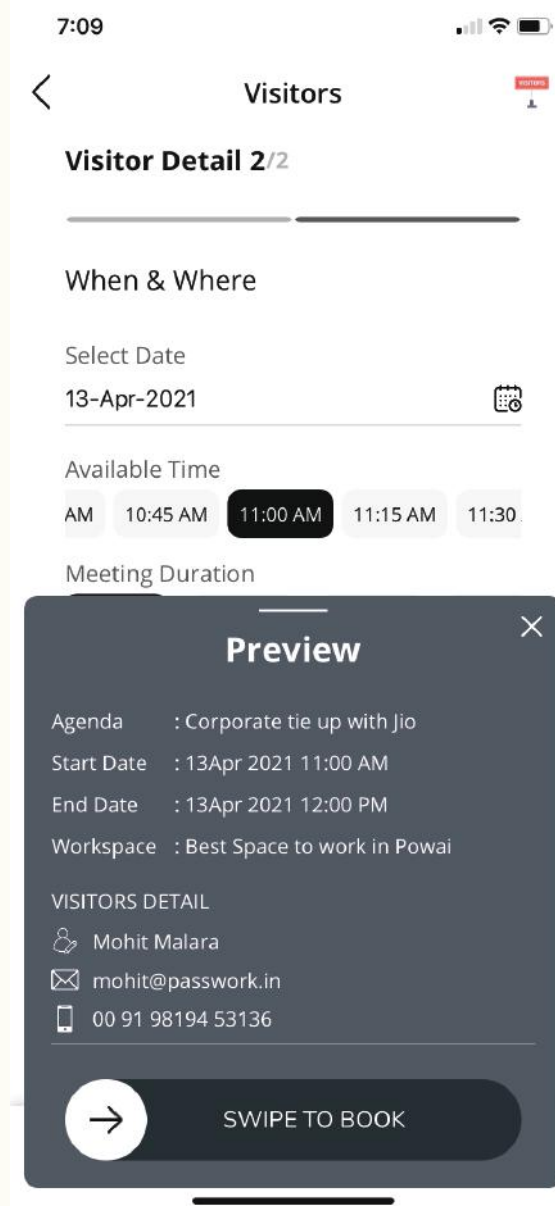 7:09
Visitors
VISITORS
Visitor Detail 2/2
When & Where
Select Date
13-Apr-2021
Available Time
AM 10:45 AM 11:00 AM 11:15 AM 11:30
Meeting Duration
Preview
Agenda : Corporate tie up with Jio
Start Date : 13Apr 2021 11:00 AM
End Date : 13Apr 2021 12:00 PM
Workspace : Best Space to work in Powai
VISITORS DETAIL
Mohit Malara
mohit@passwork.in
00 91 98194 53136
SWIPE TO BOOK